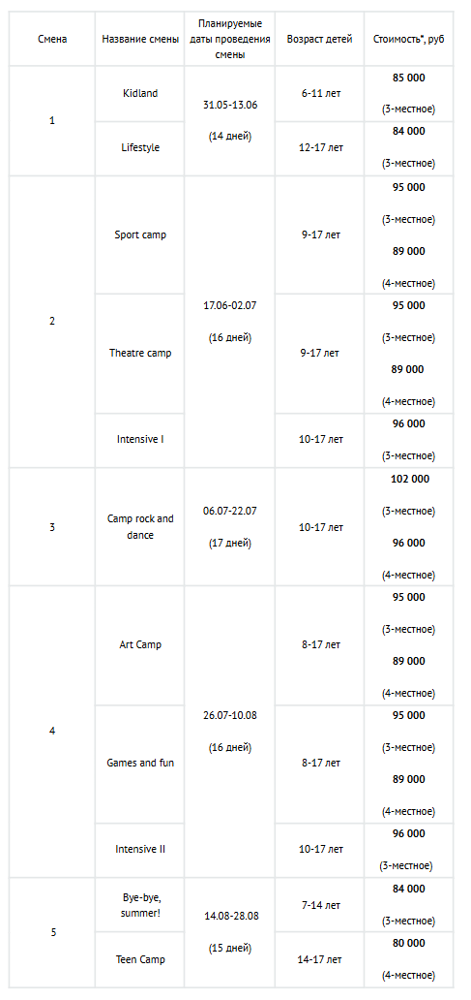 Смена
Название смены
Планируемые
даты проведения
смены
Возраст детей
Стоимость*, руб
1
Kidland
31.05-13.06
(14 дней)
6-11 лет
85 000
(3-местное)
Lifestyle
12-17 лет
84 000
(3-местное)
2
Sport camp
17.06-02.07
(16 дней)
9-17 лет
95 000
(3-местное)
89 000
(4-местное)
Theatre camp
9-17 лет
95 000
(3-местное)
89 000
(4-местное)
Intensive I
10-17 лет
96 000
(3-местное)
3
Camp rock and
dance
06.07-22.07
(17 дней)
10-17 лет
102 000
(3-местное)
96 000
(4-местное)
4
Art Camp
26.07-10.08
(16 дней)
8-17 лет
95 000
(3-местное)
89 000
(4-местное)
Games and fun
8-17 лет
95 000
(3-местное)
89 000
(4-местное)
Intensive II
10-17 лет
96 000
(3-местное)
5
Bye-bye,
summer!
14.08-28.08
(15 дней)
7-14 лет
84 000
(3-местное)
Teen Camp
14-17 лет
80 000
(4-местное)